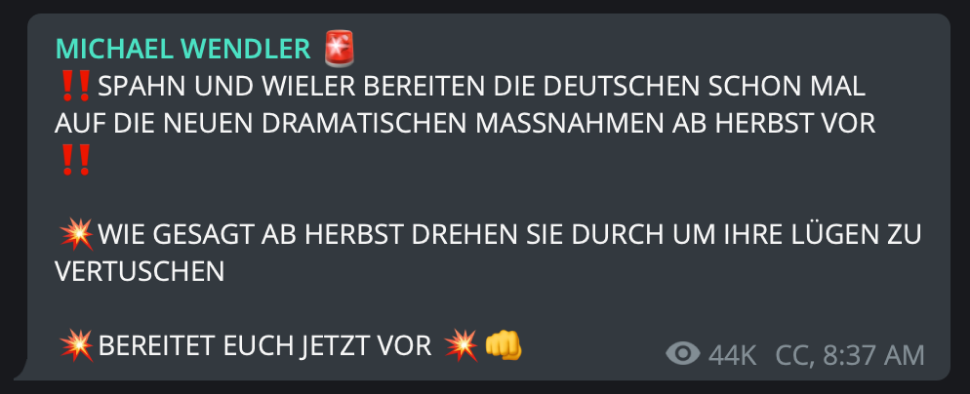 MICHAEL WENDLER 🚨
‼️SPAHN UND WIELER BEREITEN DIE DEUTSCHEN SCHON MAL
AUF DIE NEUEN DRAMATISCHEN MASSNAHMEN AB HERBST VOR
‼️
💥WIE GESAGT AB HERBST DREHEN SIE DURCH UM IHRE LÜGEN ZU
VERTUSCHEN
💥BEREITET EUCH JETZT VOR 💥👊
44K CC, 8:37 AM